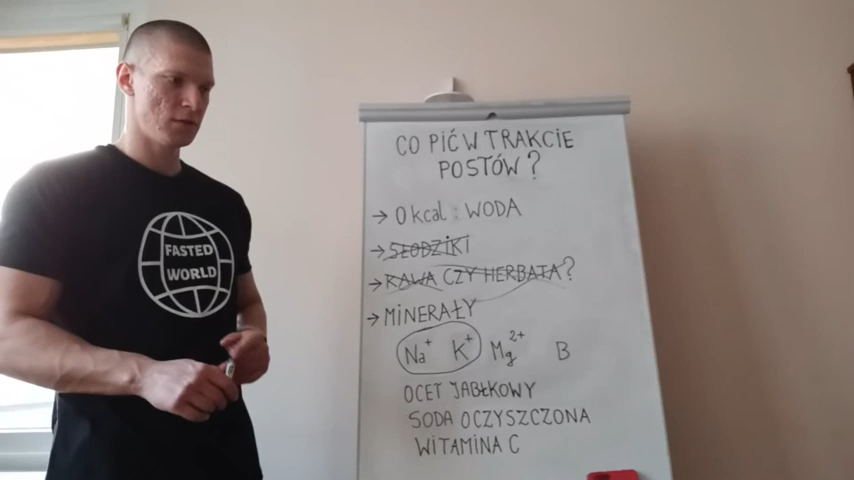 FASTED
WORLD
CO PIĆ W TRAKCIE
POSTÓW?
→ 0 kcal : WODA
→ SŁODZIKI
→ KAWA CZY HERBATA?
→ MINERAŁY
Na⁺ K⁺ Mg²⁺ B
OCET JABŁKOWY
SODA OCZYSZCZONA
WITAMINA C